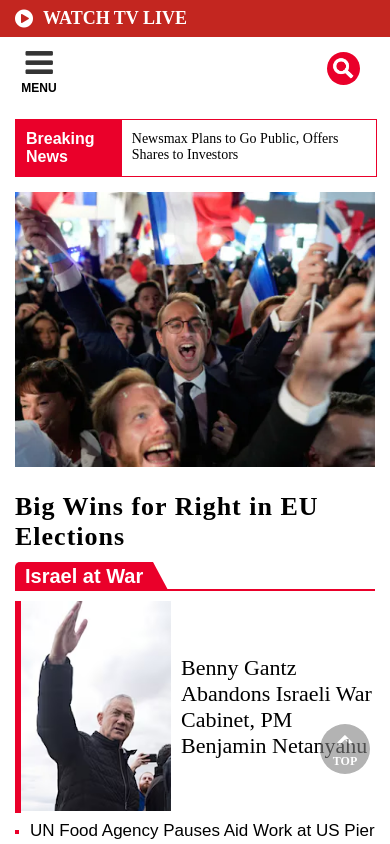 WATCH TV LIVE
MENU
Breaking
News
Newsmax Plans to Go Public, Offers
Shares to Investors
Big Wins for Right in EU
Elections
Israel at War
Benny Gantz
Abandons Israeli War
Cabinet, PM
Benjamin Netanyahu
TOP
UN Food Agency Pauses Aid Work at US Pier